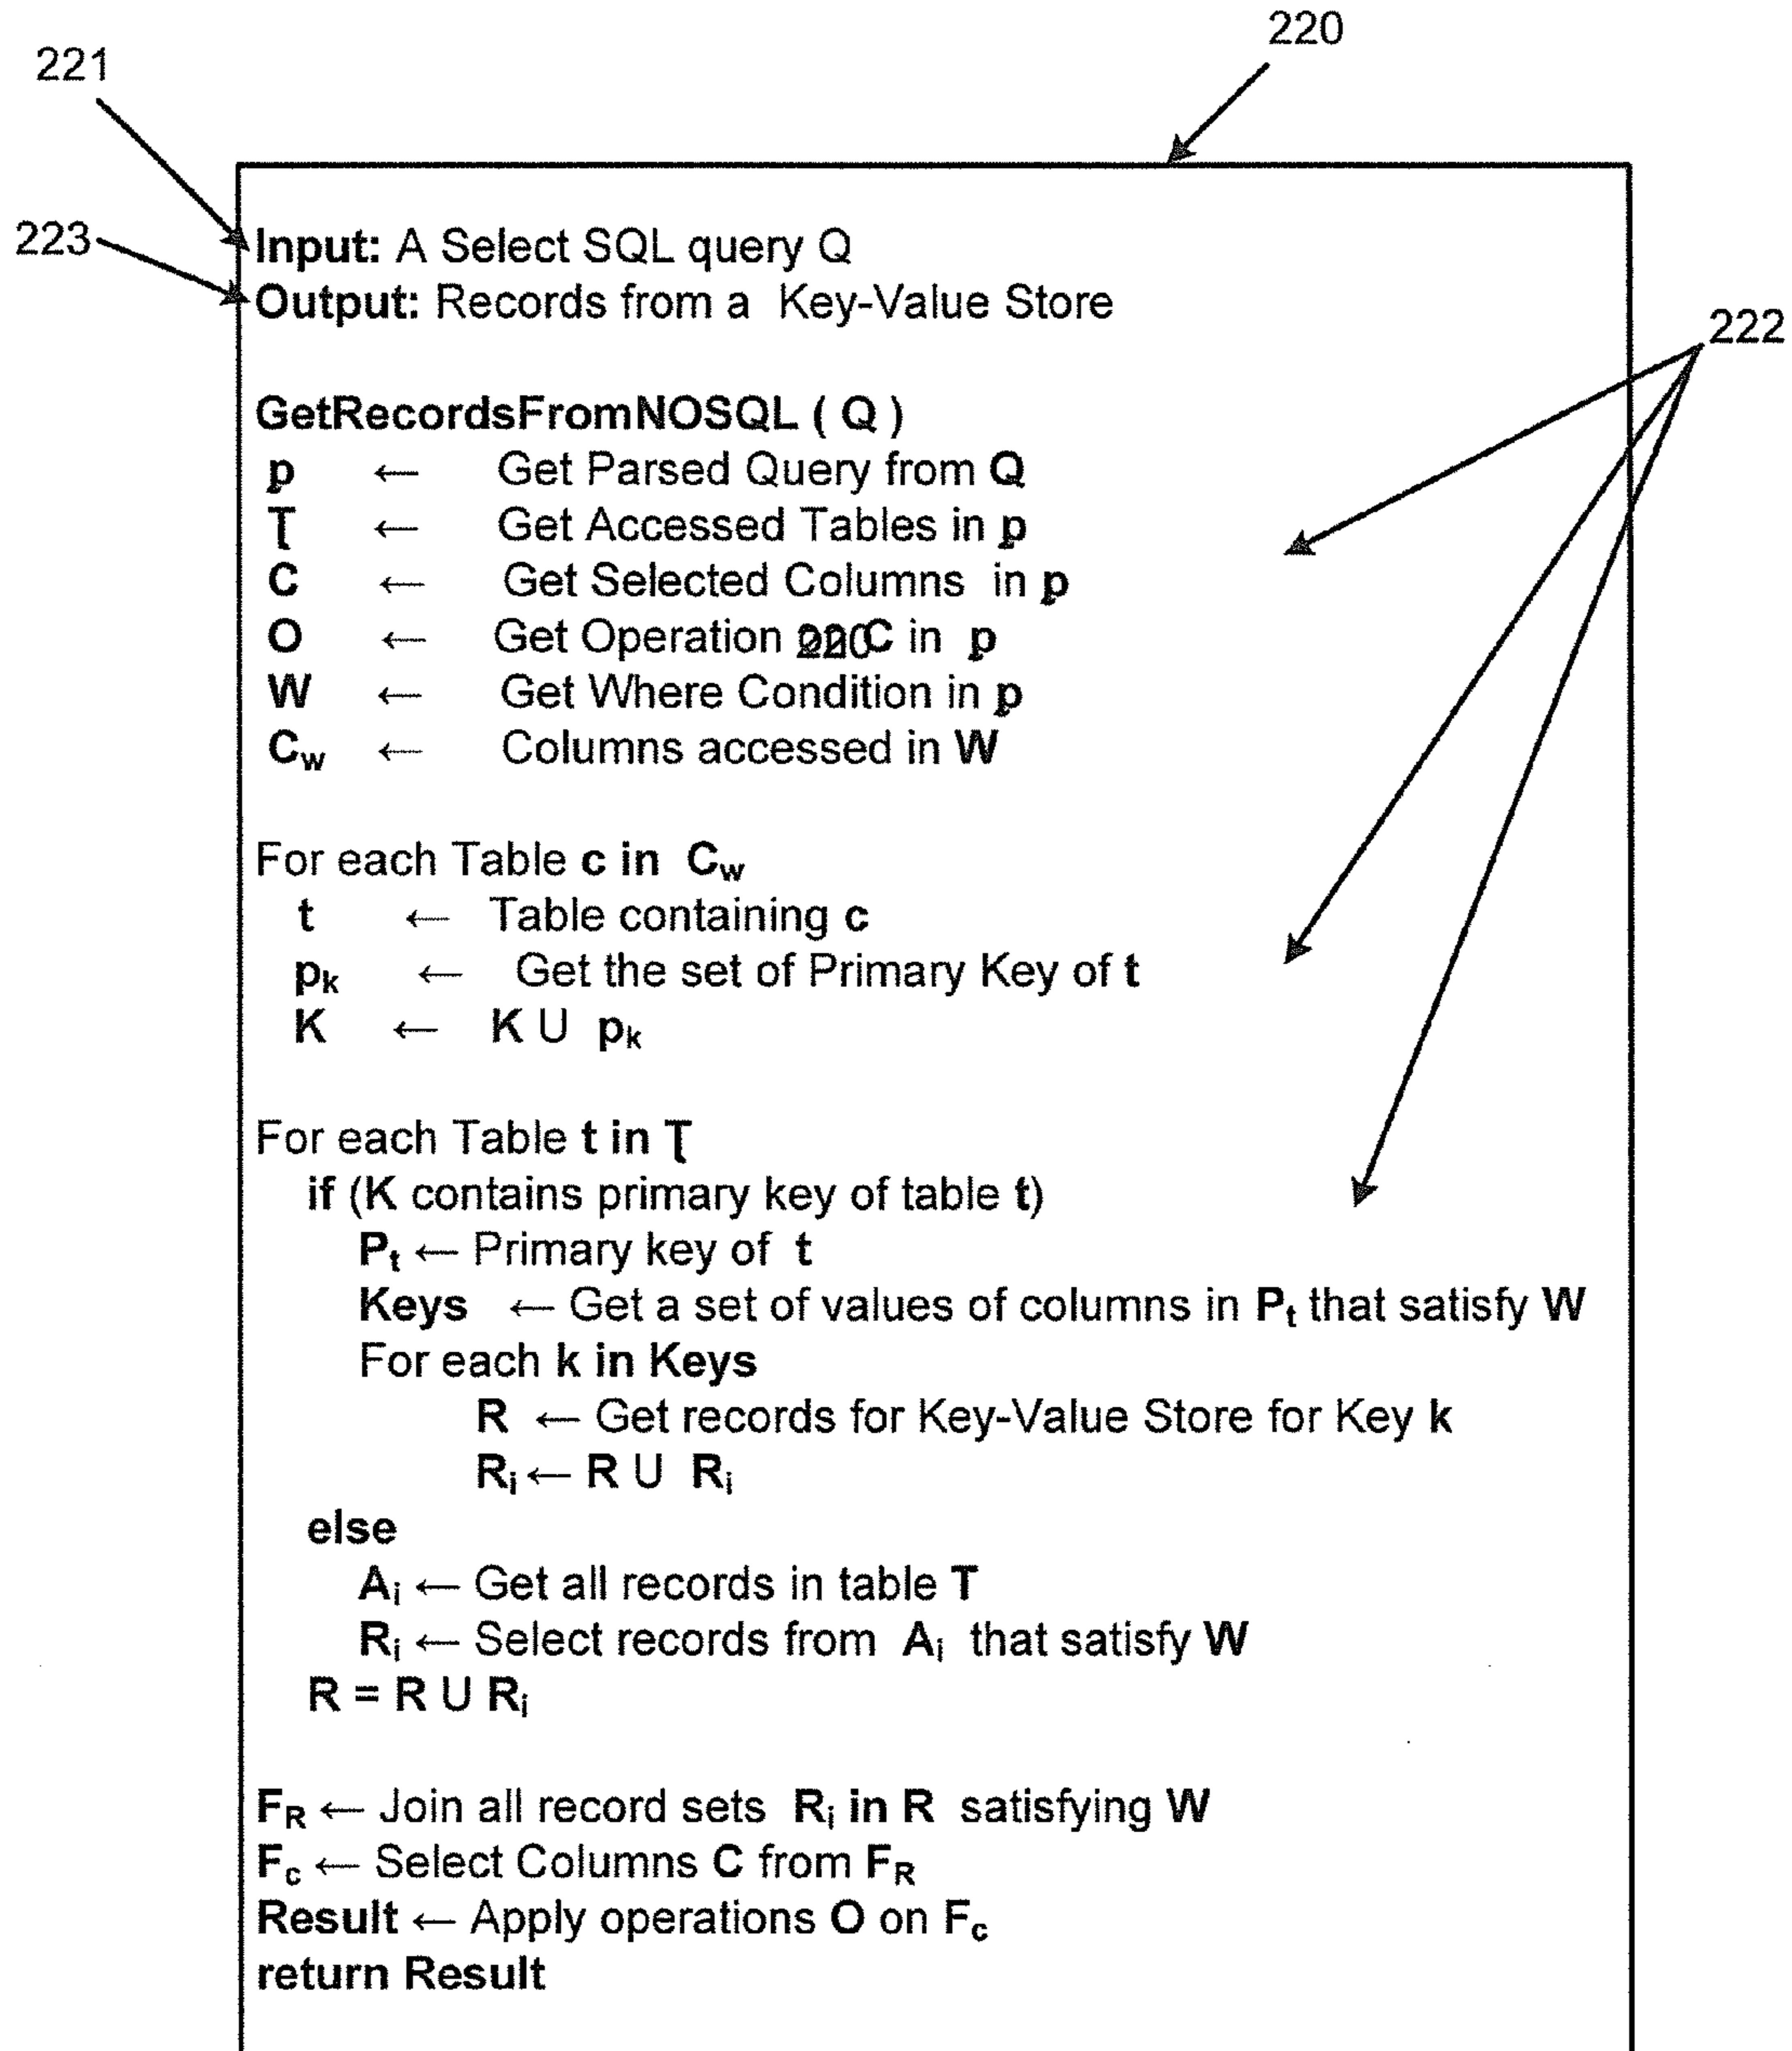 220
221
223
222
Input: A Select SQL query Q
Output: Records from a Key-Value Store
GetRecordsFromNOSQL ( Q )
p ← Get Parsed Query from Q
Ʈ ← Get Accessed Tables in p
C ← Get Selected Columns in p
O ← Get Operation C in p
W ← Get Where Condition in p
Cw ← Columns accessed in W
For each Table c in Cw
t ← Table containing c
pk ← Get the set of Primary Key of t
K ← K U pk
For each Table t in Ʈ
if (K contains primary key of table t)
Pt ← Primary key of t
Keys ← Get a set of values of columns in Pt that satisfy W
For each k in Keys
R ← Get records for Key-Value Store for Key k
Ri ← R U Ri
else
Ai ← Get all records in table T
Ri ← Select records from Ai that satisfy W
R = R U Ri
FR ← Join all record sets Ri in R satisfying W
Fc ← Select Columns C from FR
Result ← Apply operations O on Fc
return Result